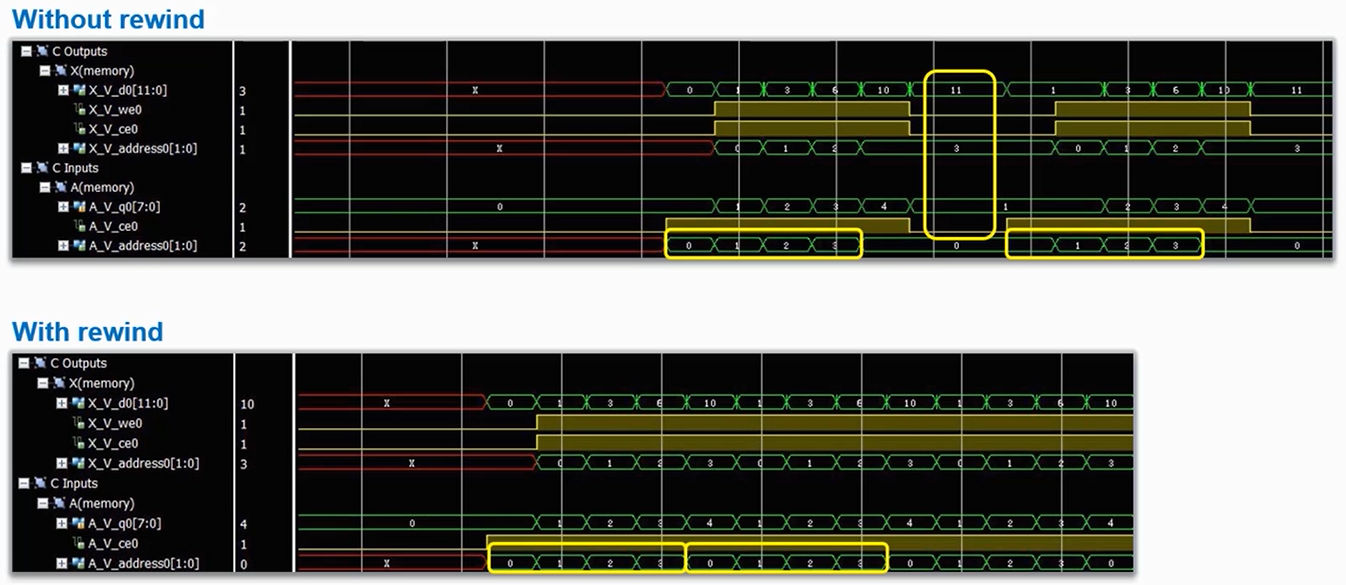 Without rewind
C Outputs
X(memory)
X_V_d0[11:0] 3 X 0 1 3 6 10 11 1 3 6 10 11
X_V_we0 1
X_V_ce0 1
X_V_address0[1:0] 1 X 0 1 2 3 0 1 2 3
C Inputs
A(memory)
A_V_q0[7:0] 2 0 1 2 3 4 1 2 3 4
A_V_ce0 1
A_V_address0[1:0] 2 X 0 1 2 3 0 1 2 3 0
With rewind
C Outputs
X(memory)
X_V_d0[11:0] 10 X 0 1 3 6 10 1 3 6 10 1 3 6 10
X_V_we0 1
X_V_ce0 1
X_V_address0[1:0] 3 X 0 1 2 3 0 1 2 3 0 1 2 3
C Inputs
A(memory)
A_V_q0[7:0] 4 0 1 2 3 4 1 2 3 4 1 2 3 4
A_V_ce0 1
A_V_address0[1:0] 0 X 0 1 2 3 0 1 2 3 0 1 2 3 0